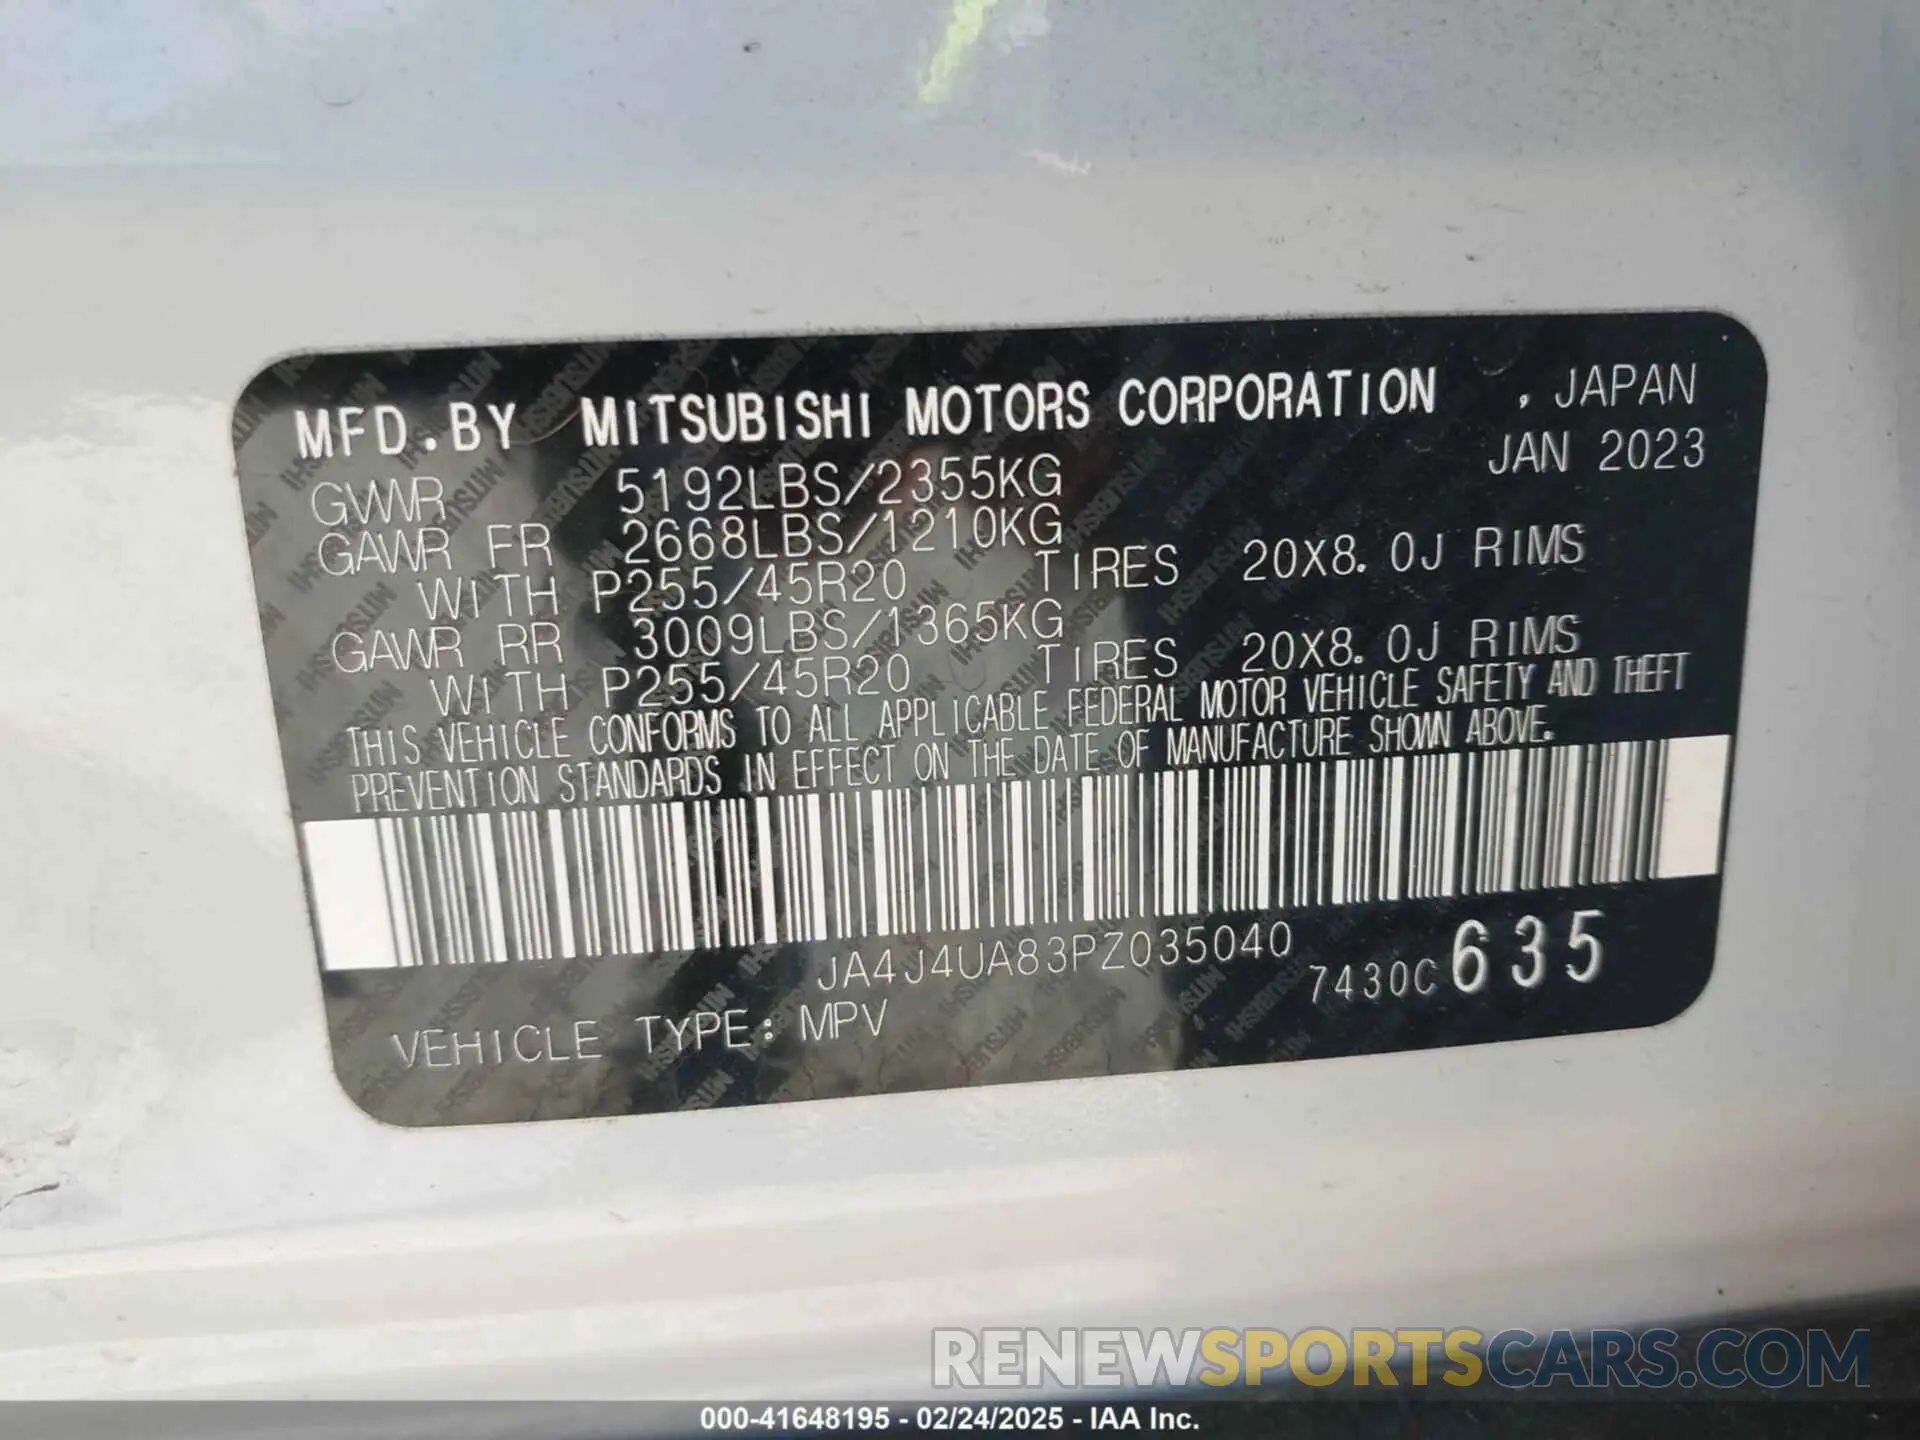 MFD.BY MITSUBISHI MOTORS CORPORATION , JAPAN
JAN 2023
GVWR 5192LBS/2355KG
GAWR FR 2668LBS/1210KG
WITH P255/45R20 TIRES 20X8.0J RIMS
GAWR RR 3009LBS/1365KG
WITH P255/45R20 TIRES 20X8.0J RIMS
THIS VEHICLE CONFORMS TO ALL APPLICABLE FEDERAL MOTOR VEHICLE SAFETY AND THEFT
PREVENTION STANDARDS IN EFFECT ON THE DATE OF MANUFACTURE SHOWN ABOVE.
JA4J4UA83PZ035040 7430C635
VEHICLE TYPE: MPV
RENEWSPORTSCARS.COM
000-41648195 - 02/24/2025 - IAA Inc.